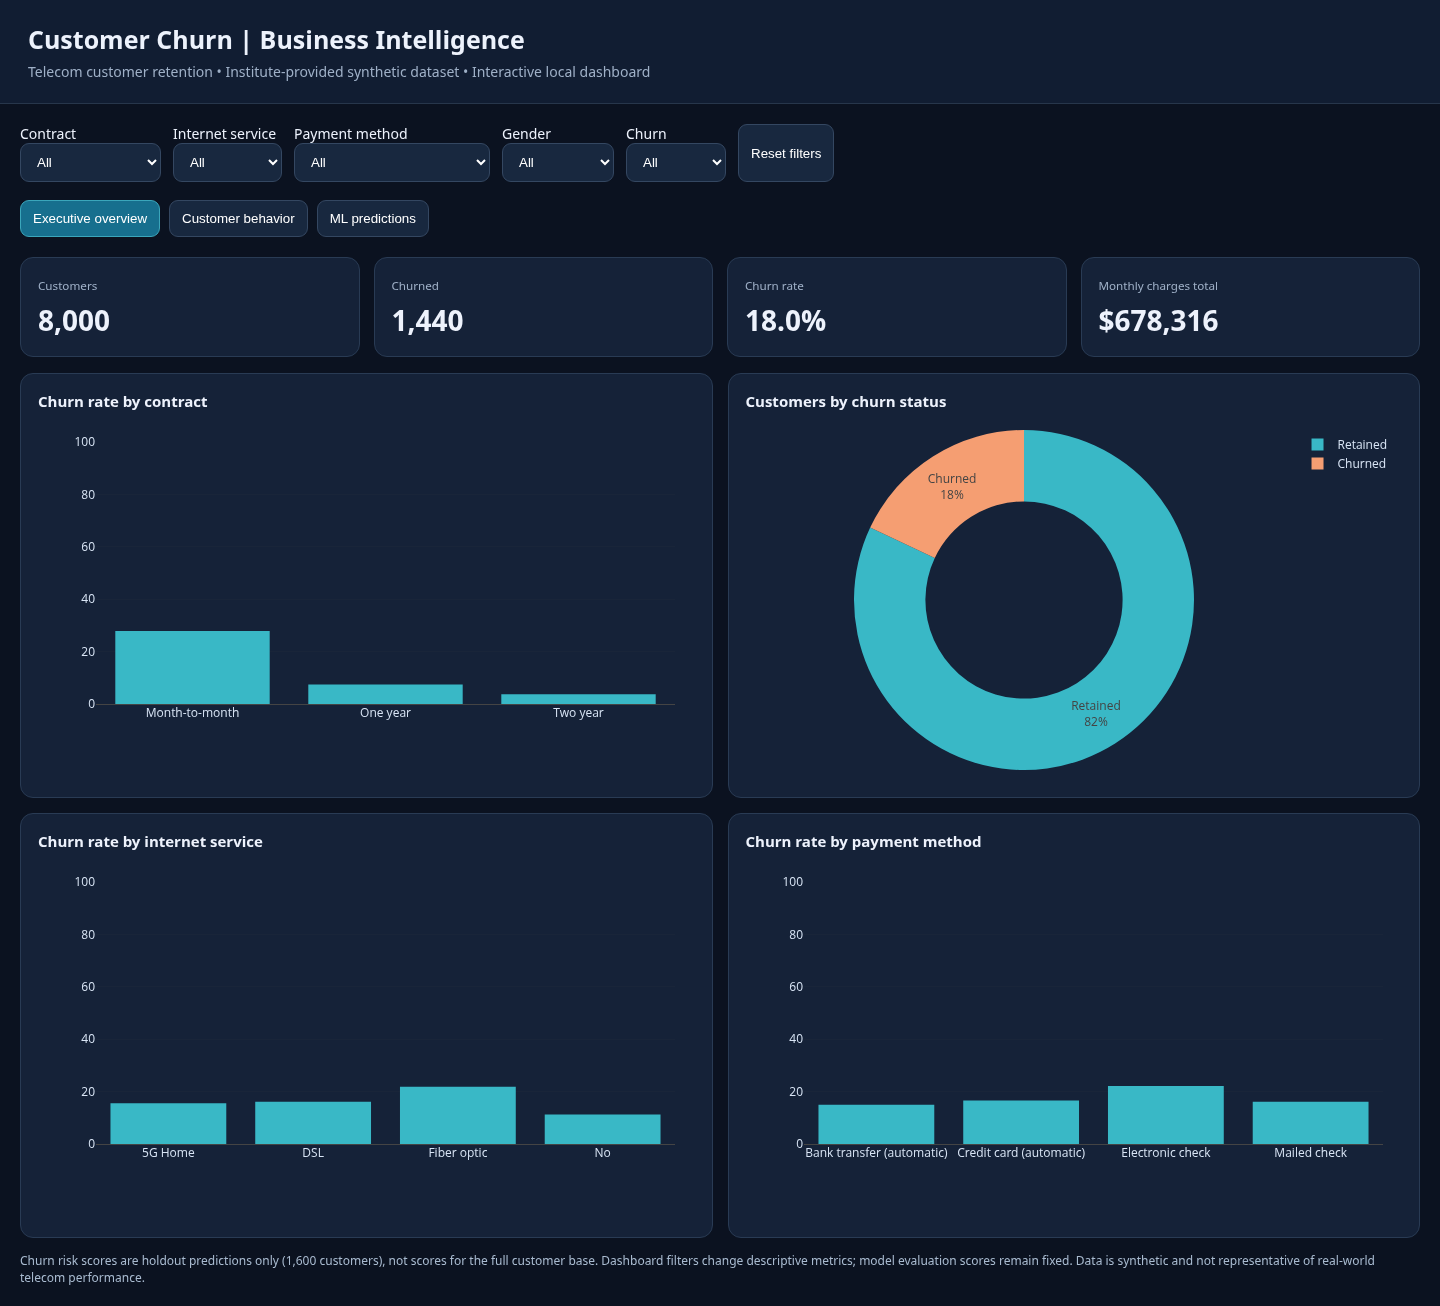 Customer Churn | Business Intelligence
Telecom customer retention • Institute-provided synthetic dataset • Interactive local dashboard
Contract
Internet service
Payment method
Gender
Churn
All
All
All
All
All
Reset filters
Executive overview
Customer behavior
ML predictions
Customers
8,000
Churned
1,440
Churn rate
18.0%
Monthly charges total
$678,316
Churn rate by contract
100
80
60
40
20
0
Month-to-month
One year
Two year
Customers by churn status
Churned
18%
Retained
82%
Retained
Churned
Churn rate by internet service
100
80
60
40
20
0
5G Home
DSL
Fiber optic
No
Churn rate by payment method
100
80
60
40
20
0
Bank transfer (automatic)
Credit card (automatic)
Electronic check
Mailed check
Churn risk scores are holdout predictions only (1,600 customers), not scores for the full customer base. Dashboard filters change descriptive metrics; model evaluation scores remain fixed. Data is synthetic and not representative of real-world
telecom performance.